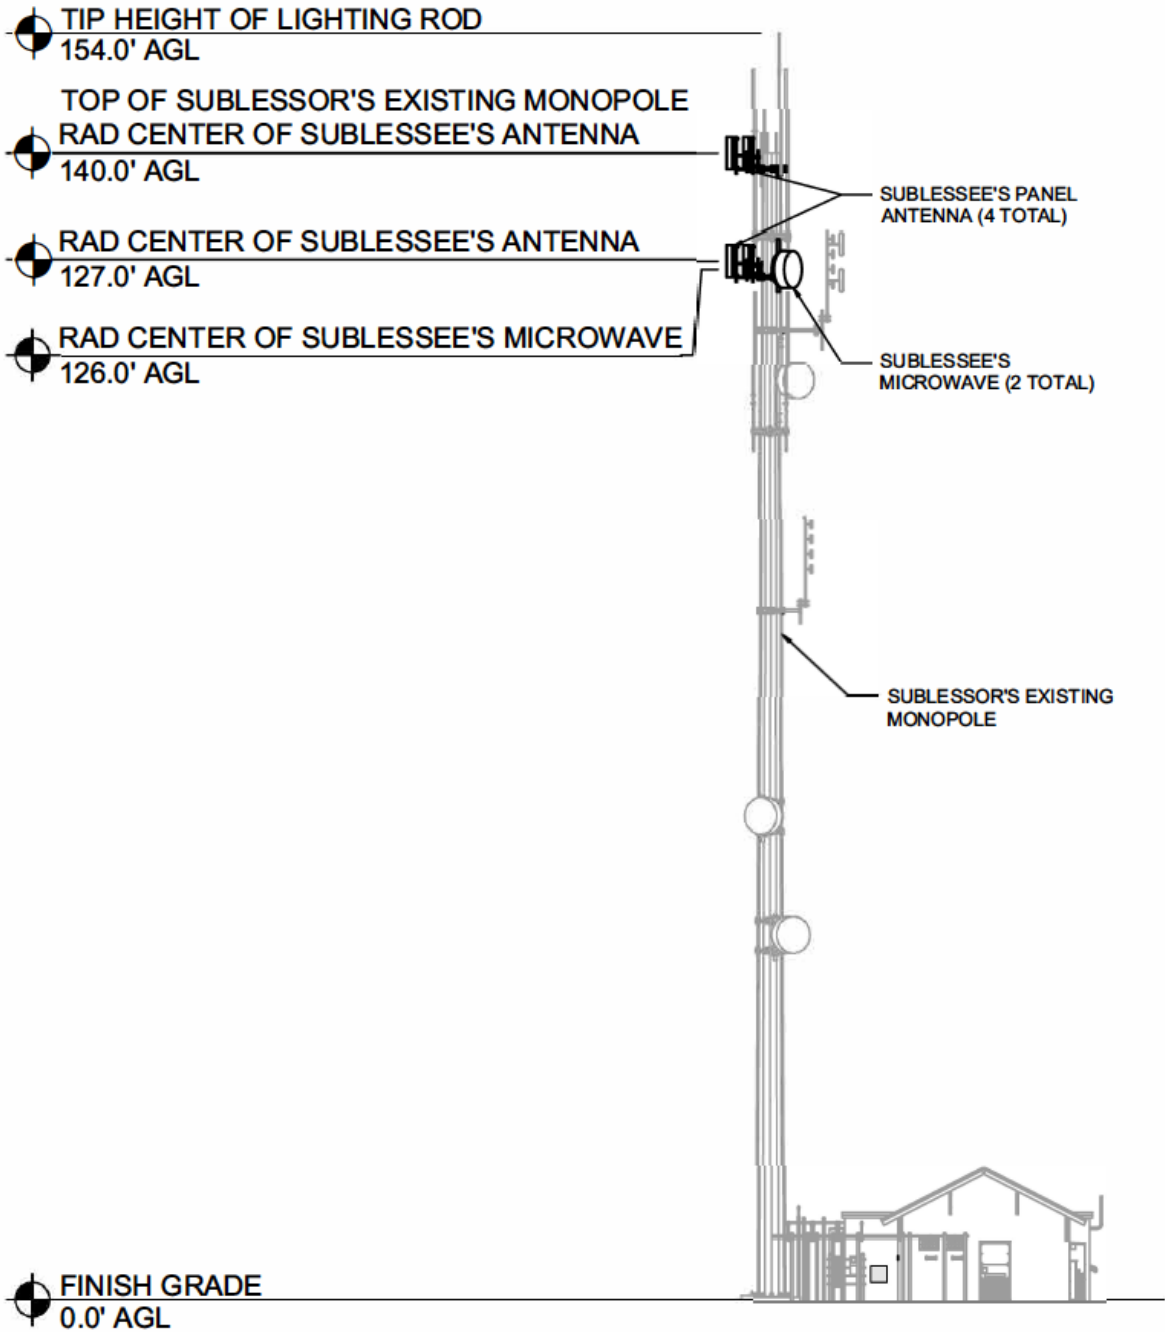 TIP HEIGHT OF LIGHTING ROD
154.0' AGL
TOP OF SUBLESSOR'S EXISTING MONOPOLE
RAD CENTER OF SUBLESSEE'S ANTENNA
140.0' AGL
SUBLESSEE'S PANEL
ANTENNA (4 TOTAL)
RAD CENTER OF SUBLESSEE'S ANTENNA
127.0' AGL
RAD CENTER OF SUBLESSEE'S MICROWAVE
126.0' AGL
SUBLESSEE'S
MICROWAVE (2 TOTAL)
SUBLESSOR'S EXISTING
MONOPOLE
FINISH GRADE
0.0' AGL